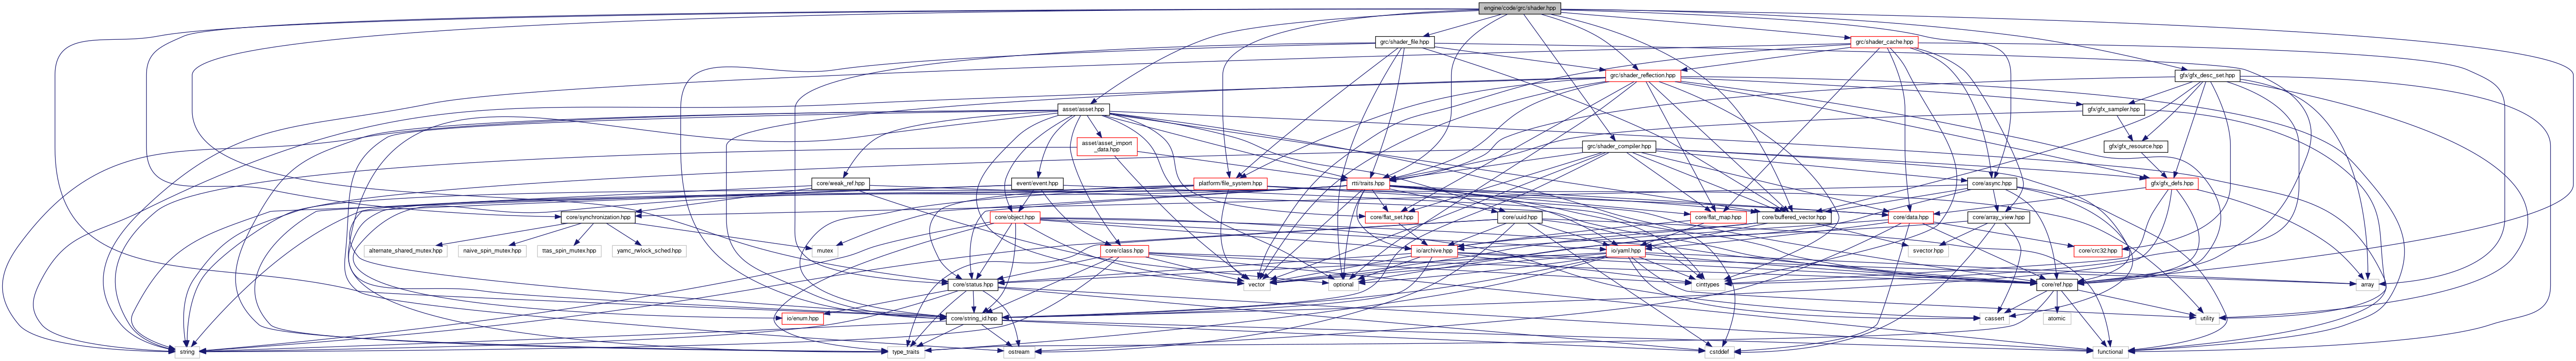 engine/code/grc/shader.hpp
grc/shader_file.hpp
grc/shader_cache.hpp
grc/shader_reflection.hpp
gfx/gfx_desc_set.hpp
asset/asset.hpp
gfx/gfx_sampler.hpp
asset/asset_import
_data.hpp
grc/shader_compiler.hpp
gfx/gfx_resource.hpp
core/weak_ref.hpp
event/event.hpp
platform/file_system.hpp
rtti/traits.hpp
core/async.hpp
gfx/gfx_defs.hpp
core/synchronization.hpp
core/object.hpp
core/flat_set.hpp
core/uuid.hpp
core/flat_map.hpp
core/buffered_vector.hpp
core/data.hpp
core/array_view.hpp
alternate_shared_mutex.hpp
naive_spin_mutex.hpp
ttas_spin_mutex.hpp
yamc_rwlock_sched.hpp
mutex
core/class.hpp
io/archive.hpp
io/yaml.hpp
svector.hpp
core/crc32.hpp
core/status.hpp
vector
optional
cinttypes
core/ref.hpp
array
io/enum.hpp
core/string_id.hpp
cassert
atomic
utility
string
type_traits
ostream
cstddef
functional